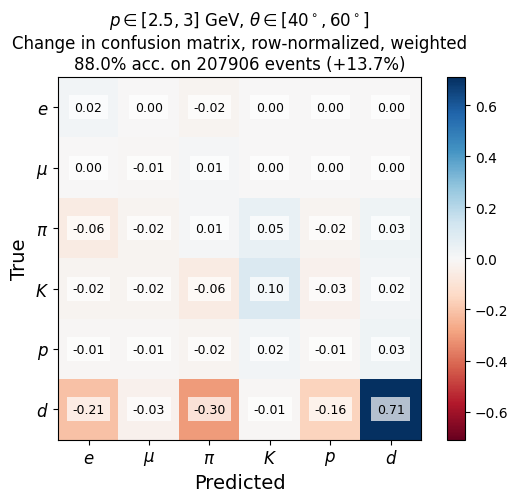 p ∈ [2.5, 3] GeV, θ ∈ [40°, 60°]
Change in confusion matrix, row-normalized, weighted
88.0% acc. on 207906 events (+13.7%)
True
e 0.02 0.00 -0.02 0.00 0.00 0.00
μ 0.00 -0.01 0.01 0.00 0.00 0.00
π -0.06 -0.02 0.01 0.05 -0.02 0.03
K -0.02 -0.02 -0.06 0.10 -0.03 0.02
p -0.01 -0.01 -0.02 0.02 -0.01 0.03
d -0.21 -0.03 -0.30 -0.01 -0.16 0.71
e μ π K p d
Predicted
0.6
0.4
0.2
0.0
−0.2
−0.4
−0.6